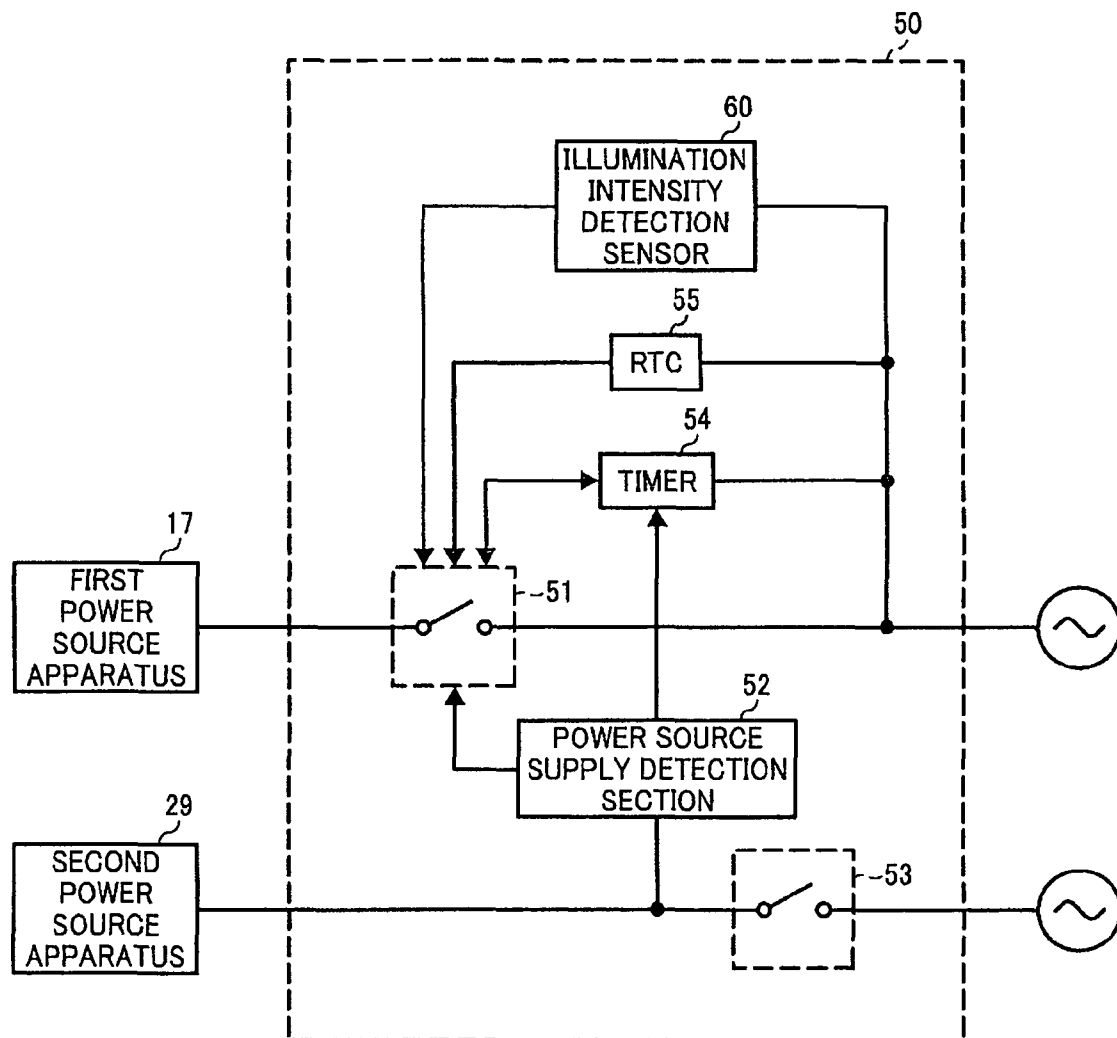 50
60
ILLUMINATION
INTENSITY
DETECTION
SENSOR
55
RTC
54
TIMER
17
FIRST
POWER
SOURCE
APPARATUS
51
52
POWER SOURCE
SUPPLY DETECTION
SECTION
29
SECOND
POWER
SOURCE
APPARATUS
53